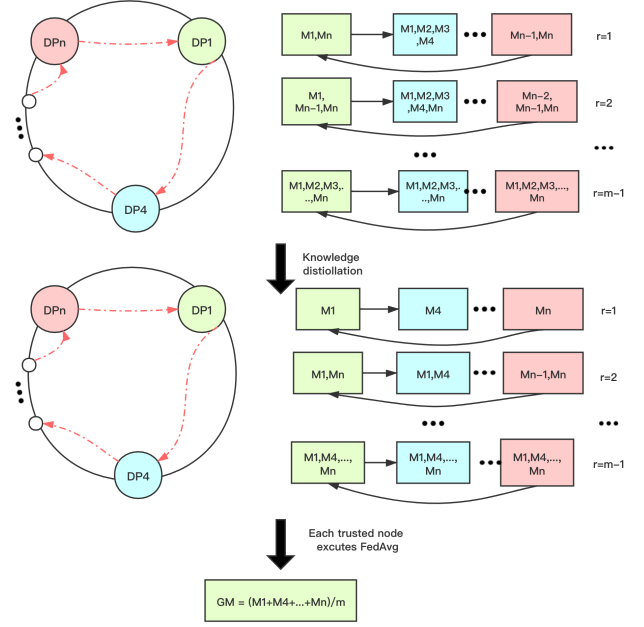 DPn
DP1
DP4
M1,Mn
M1,M2,M3
,M4
Mn-1,Mn
r=1
M1,
Mn-1,Mn
M1,M2,M3
,M4,Mn
Mn-2,
Mn-1,Mn
r=2
M1,M2,M3,.
..,Mn
M1,M2,M3,.
..,Mn
M1,M2,M3,...,
Mn
r=m-1
Knowledge
distiollation
DPn
DP1
DP4
M1
M4
Mn
r=1
M1,Mn
M1,M4
Mn-1,Mn
r=2
M1,M4,...,
Mn
M1,M4,...,
Mn
M1,M4,...,
Mn
r=m-1
Each trusted node
excutes FedAvg
GM = (M1+M4+...+Mn)/m